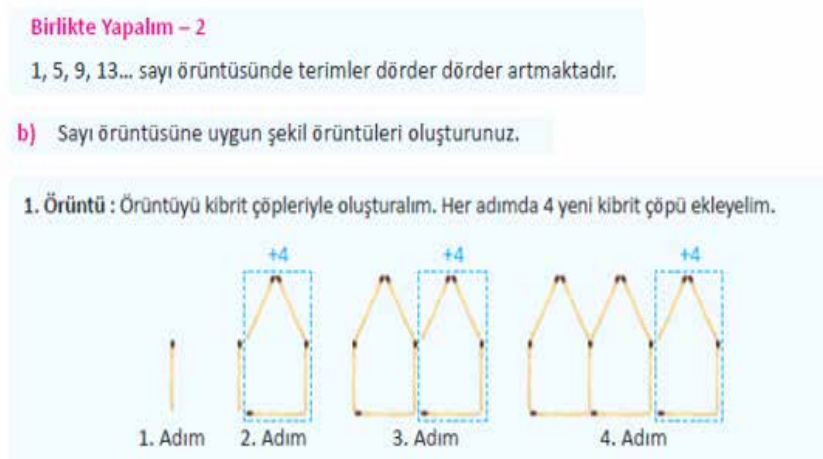 Birlikte Yapalım – 2
1, 5, 9, 13... sayı örüntüsünde terimler dörder dörder artmaktadır.
b) Sayı örüntüsüne uygun şekil örüntüleri oluşturunuz.
1. Örüntü : Örüntüyü kibrit çöpleriyle oluşturalım. Her adımda 4 yeni kibrit çöpü ekleyelim.
+4 +4 +4
1. Adım 2. Adım 3. Adım 4. Adım